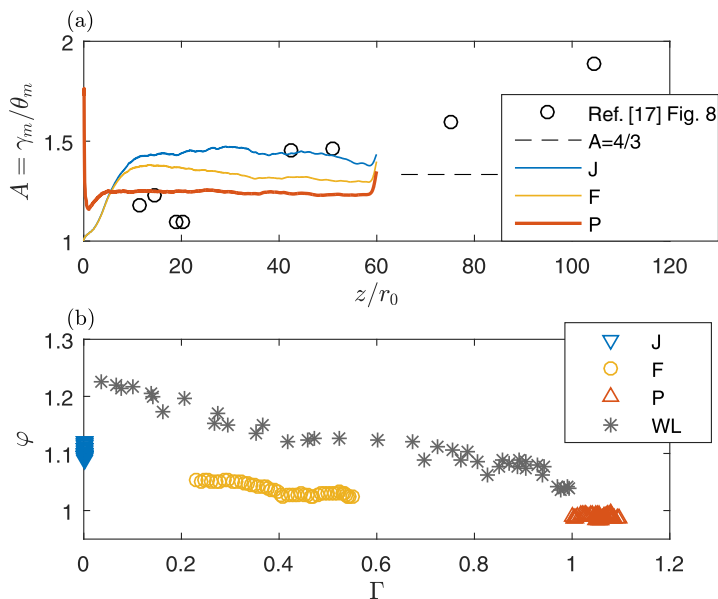 (a)
2
1.5
1
A = γm/θm
0 20 40 60 80 100 120
z/r0
Ref. [17] Fig. 8
A=4/3
J
F
P
(b)
1.3
1.2
1.1
1
φ
0 0.2 0.4 0.6 0.8 1 1.2
Γ
J
F
P
WL